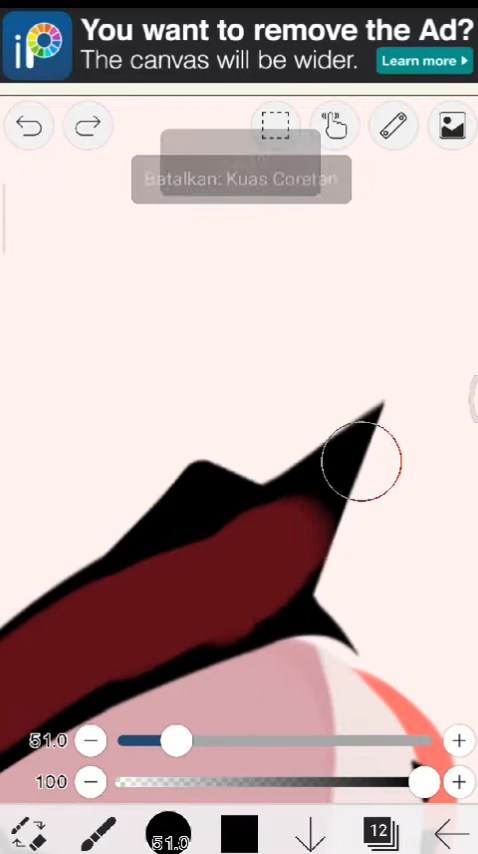 iP
You want to remove the Ad?
The canvas will be wider.
Learn more
Batalkan: Kuas Coretan
51.0
100
51.0
12